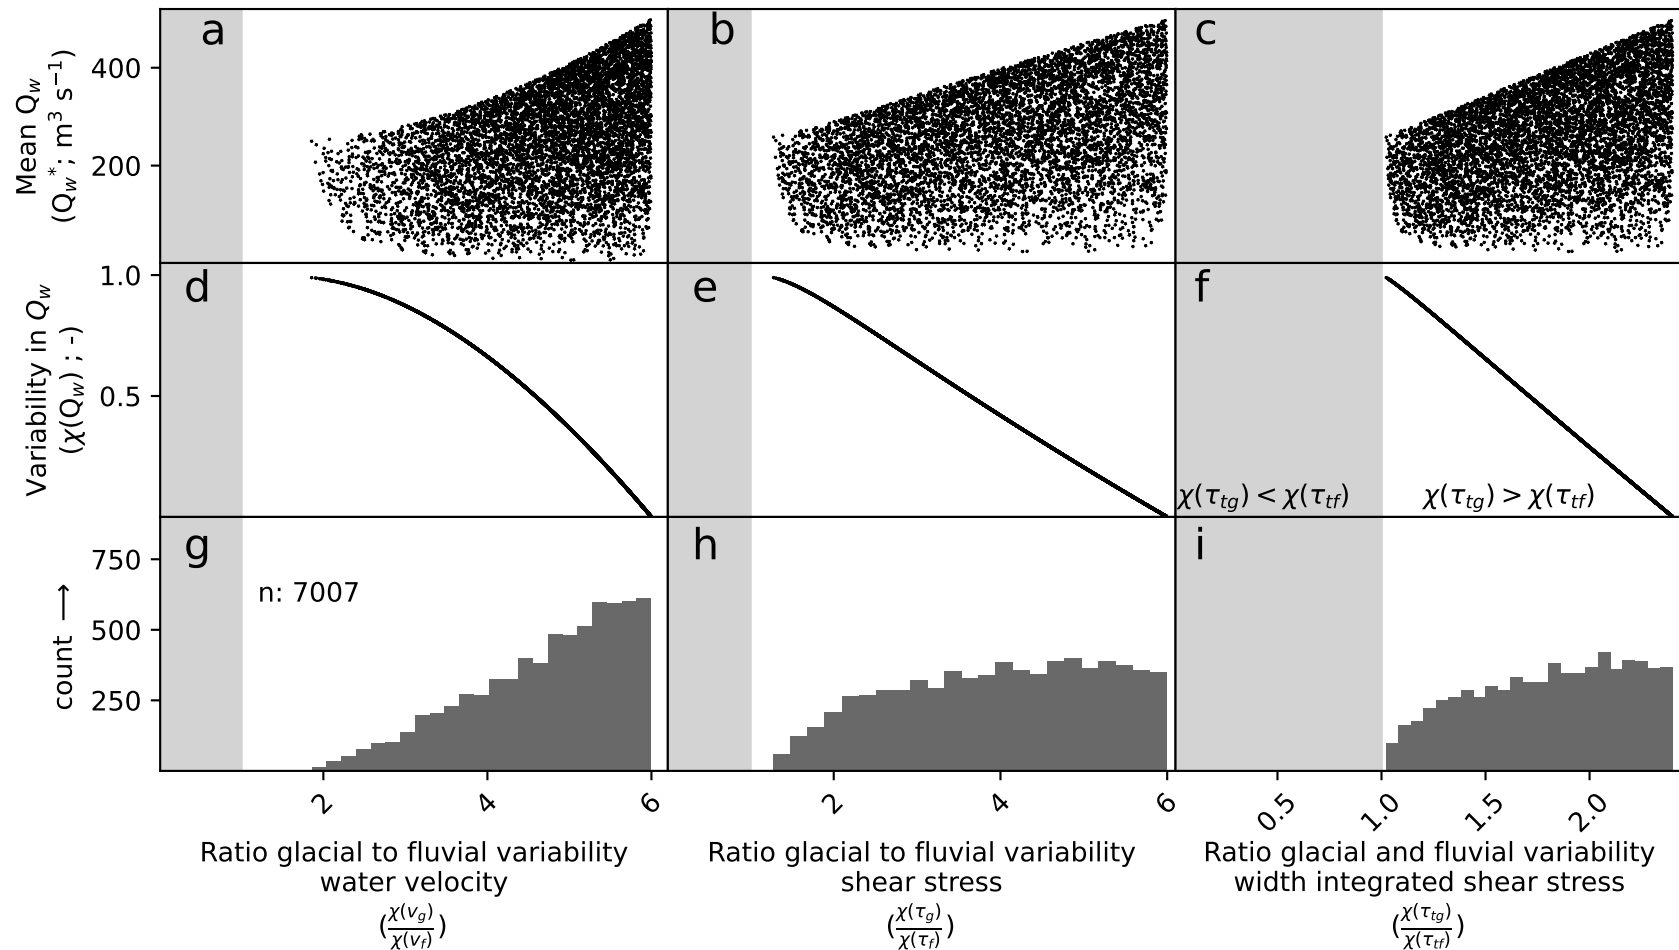 a
b
c
400
200
Mean Q_w
(Q_w*; m³ s⁻¹)
d
e
f
1.0
0.5
Variability in Q_w
(χ(Q_w) ; -)
χ(τ_tg) < χ(τ_tf)
χ(τ_tg) > χ(τ_tf)
g
h
i
n: 7007
750
500
250
count ⟶
2
4
6
2
4
6
0.5
1.0
1.5
2.0
Ratio glacial to fluvial variability
water velocity
(χ(v_g)/χ(v_f))
Ratio glacial to fluvial variability
shear stress
(χ(τ_g)/χ(τ_f))
Ratio glacial and fluvial variability
width integrated shear stress
(χ(τ_tg)/χ(τ_tf))